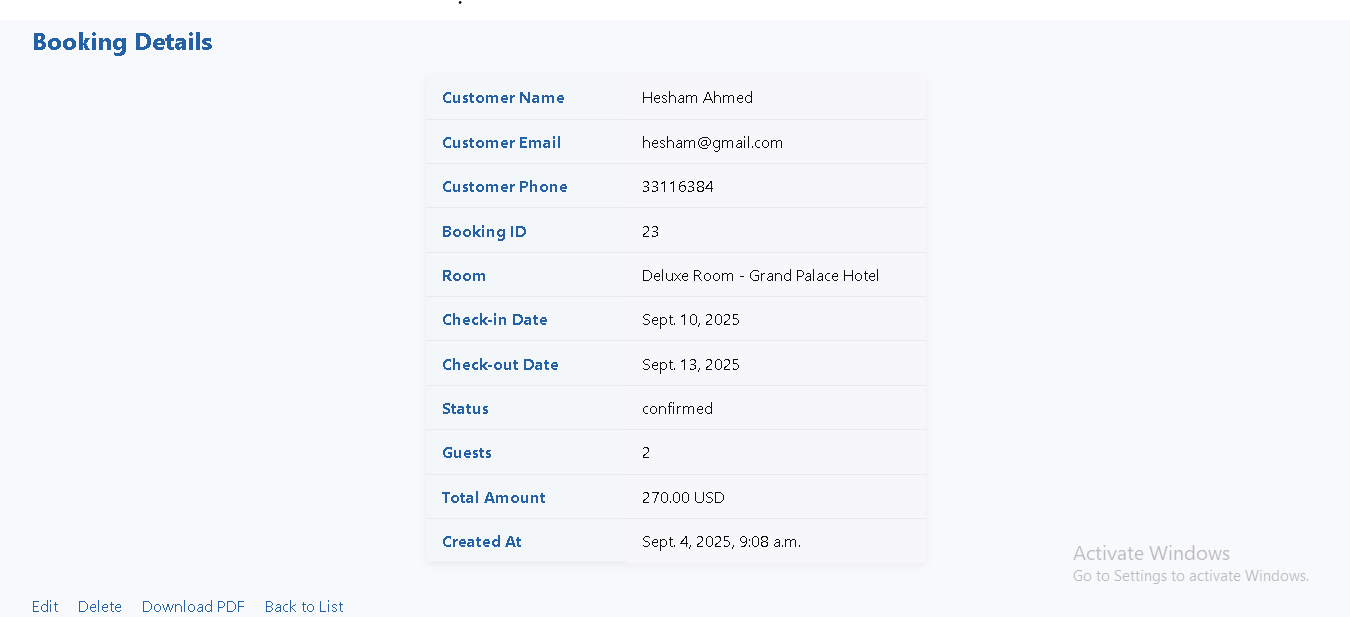 Booking Details
Customer Name Hesham Ahmed
Customer Email hesham@gmail.com
Customer Phone 33116384
Booking ID 23
Room Deluxe Room - Grand Palace Hotel
Check-in Date Sept. 10, 2025
Check-out Date Sept. 13, 2025
Status confirmed
Guests 2
Total Amount 270.00 USD
Created At Sept. 4, 2025, 9:08 a.m.
Activate Windows
Go to Settings to activate Windows.
Edit Delete Download PDF Back to List